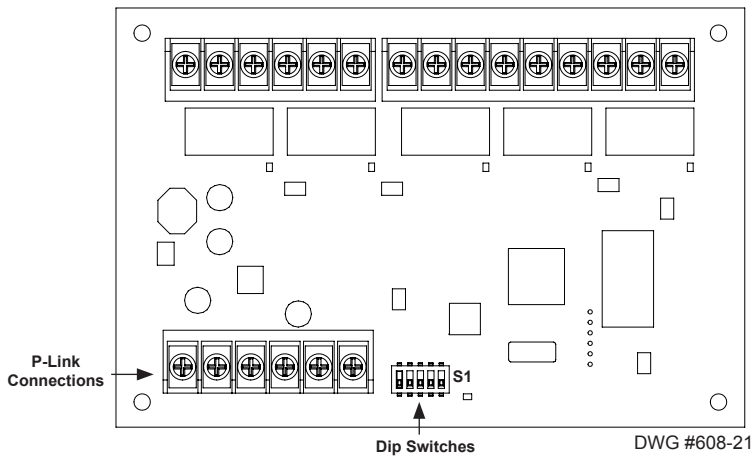 P-Link
Connections
S1
Dip Switches
DWG #608-21